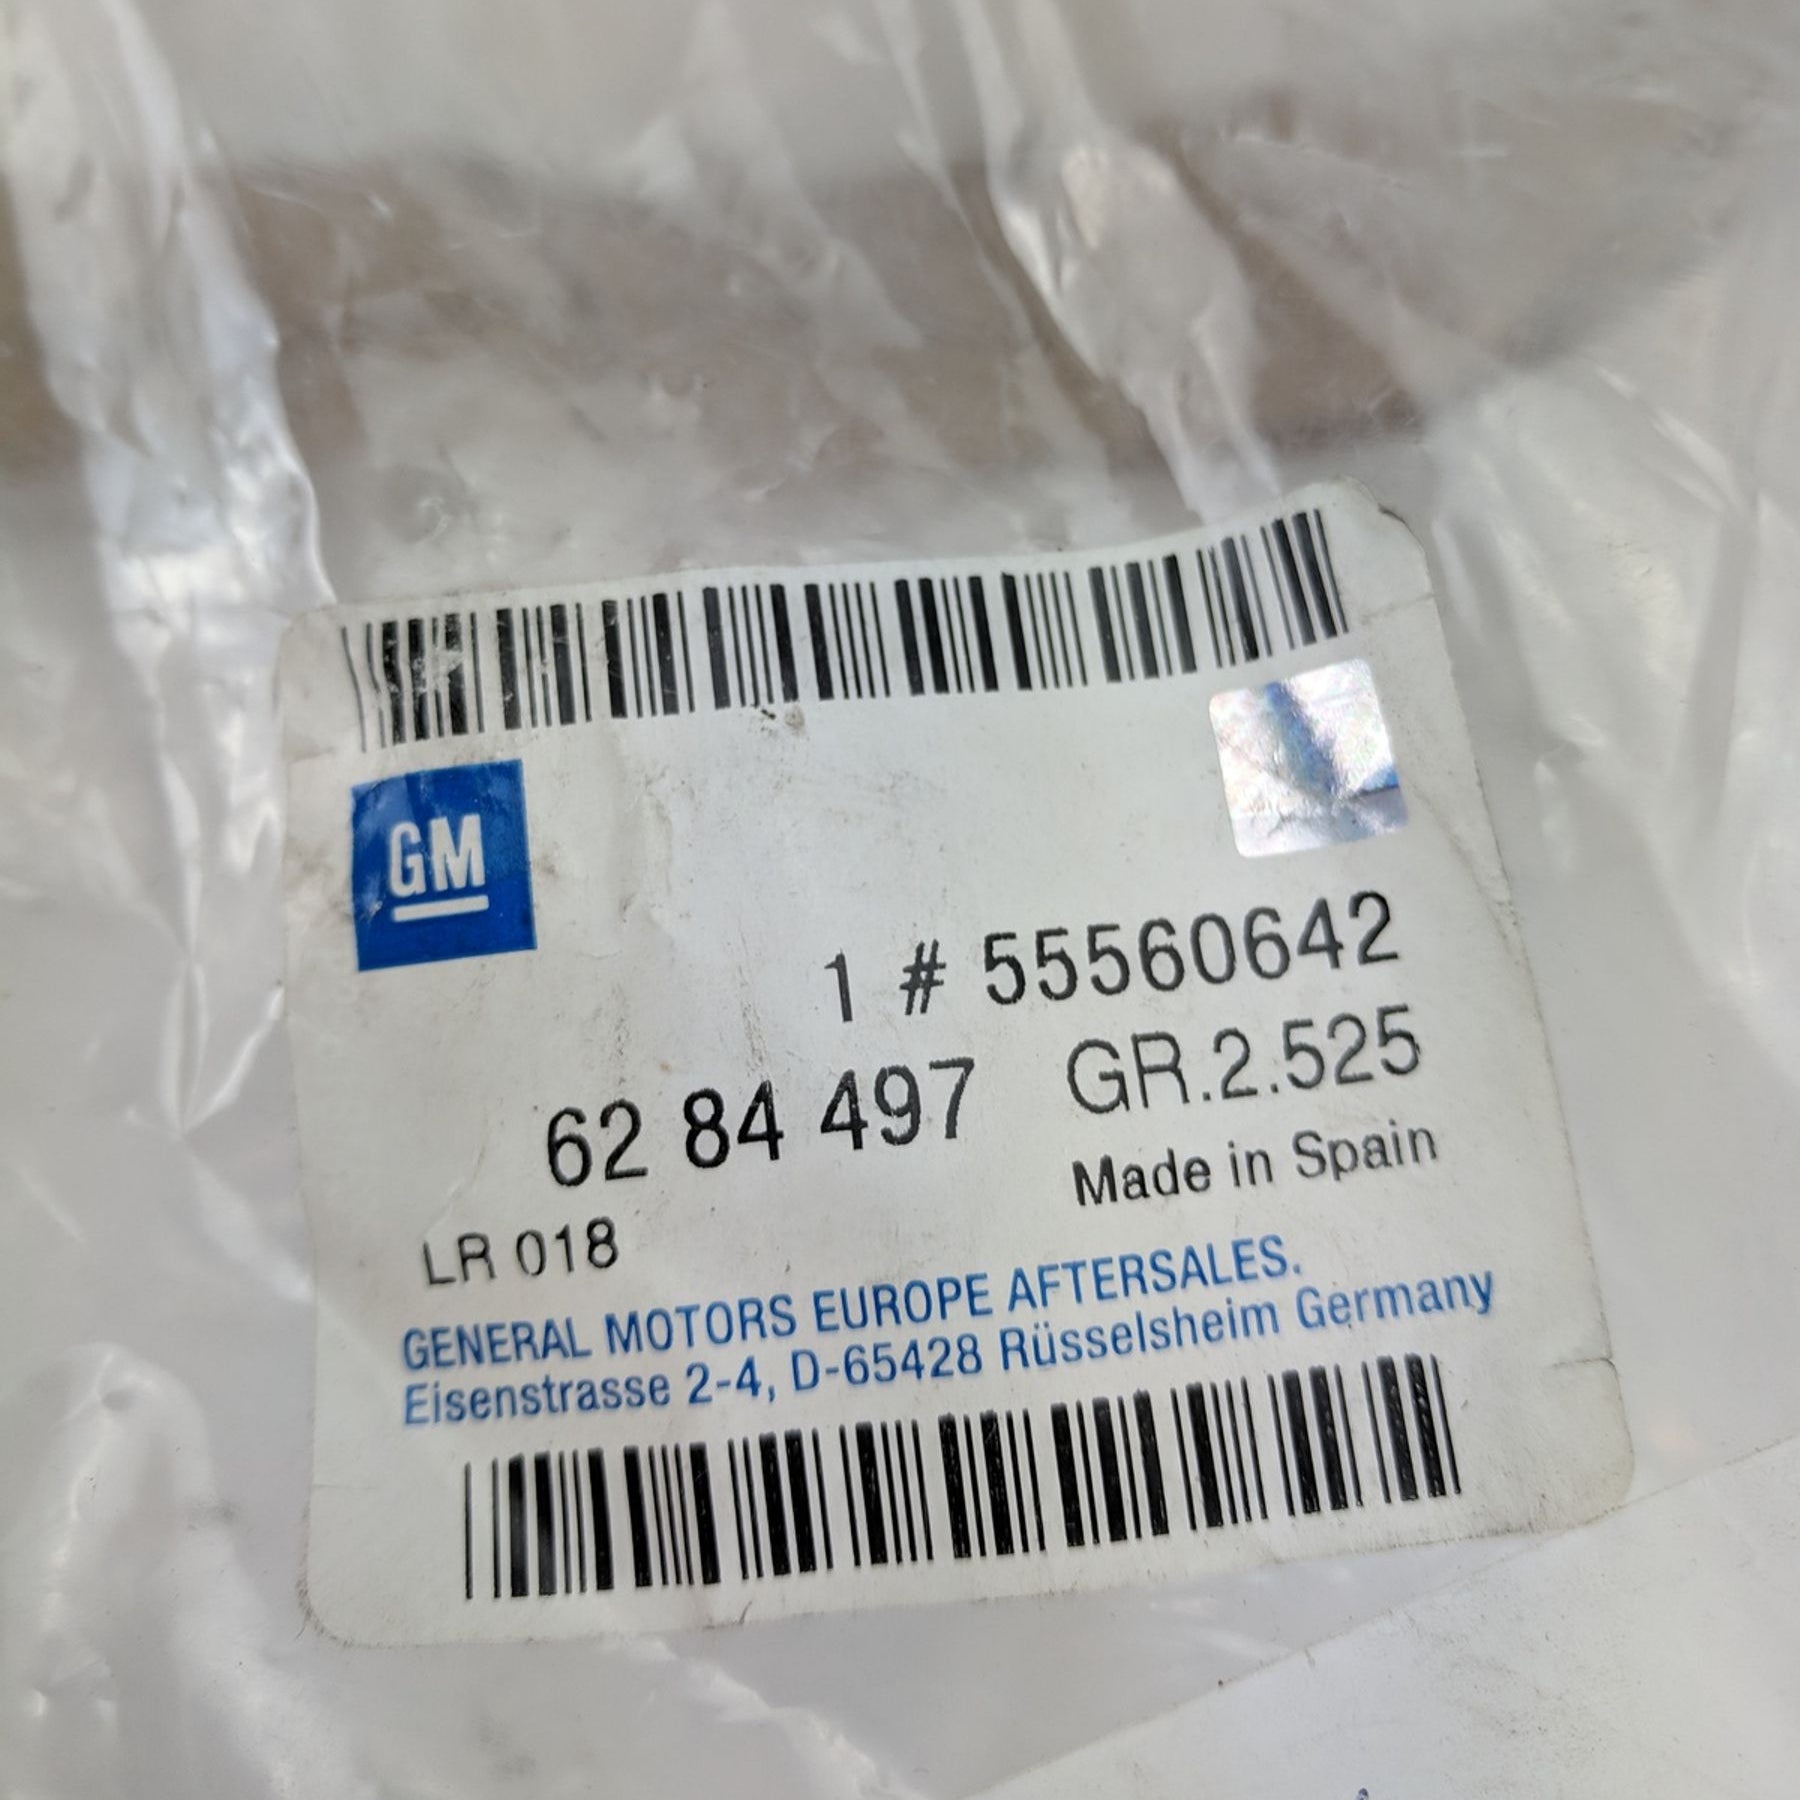 GM
1 # 55560642
62 84 497 GR.2.525
Made in Spain
LR 018
GENERAL MOTORS EUROPE AFTERSALES.
Eisenstrasse 2-4, D-65428 Rüsselsheim Germany